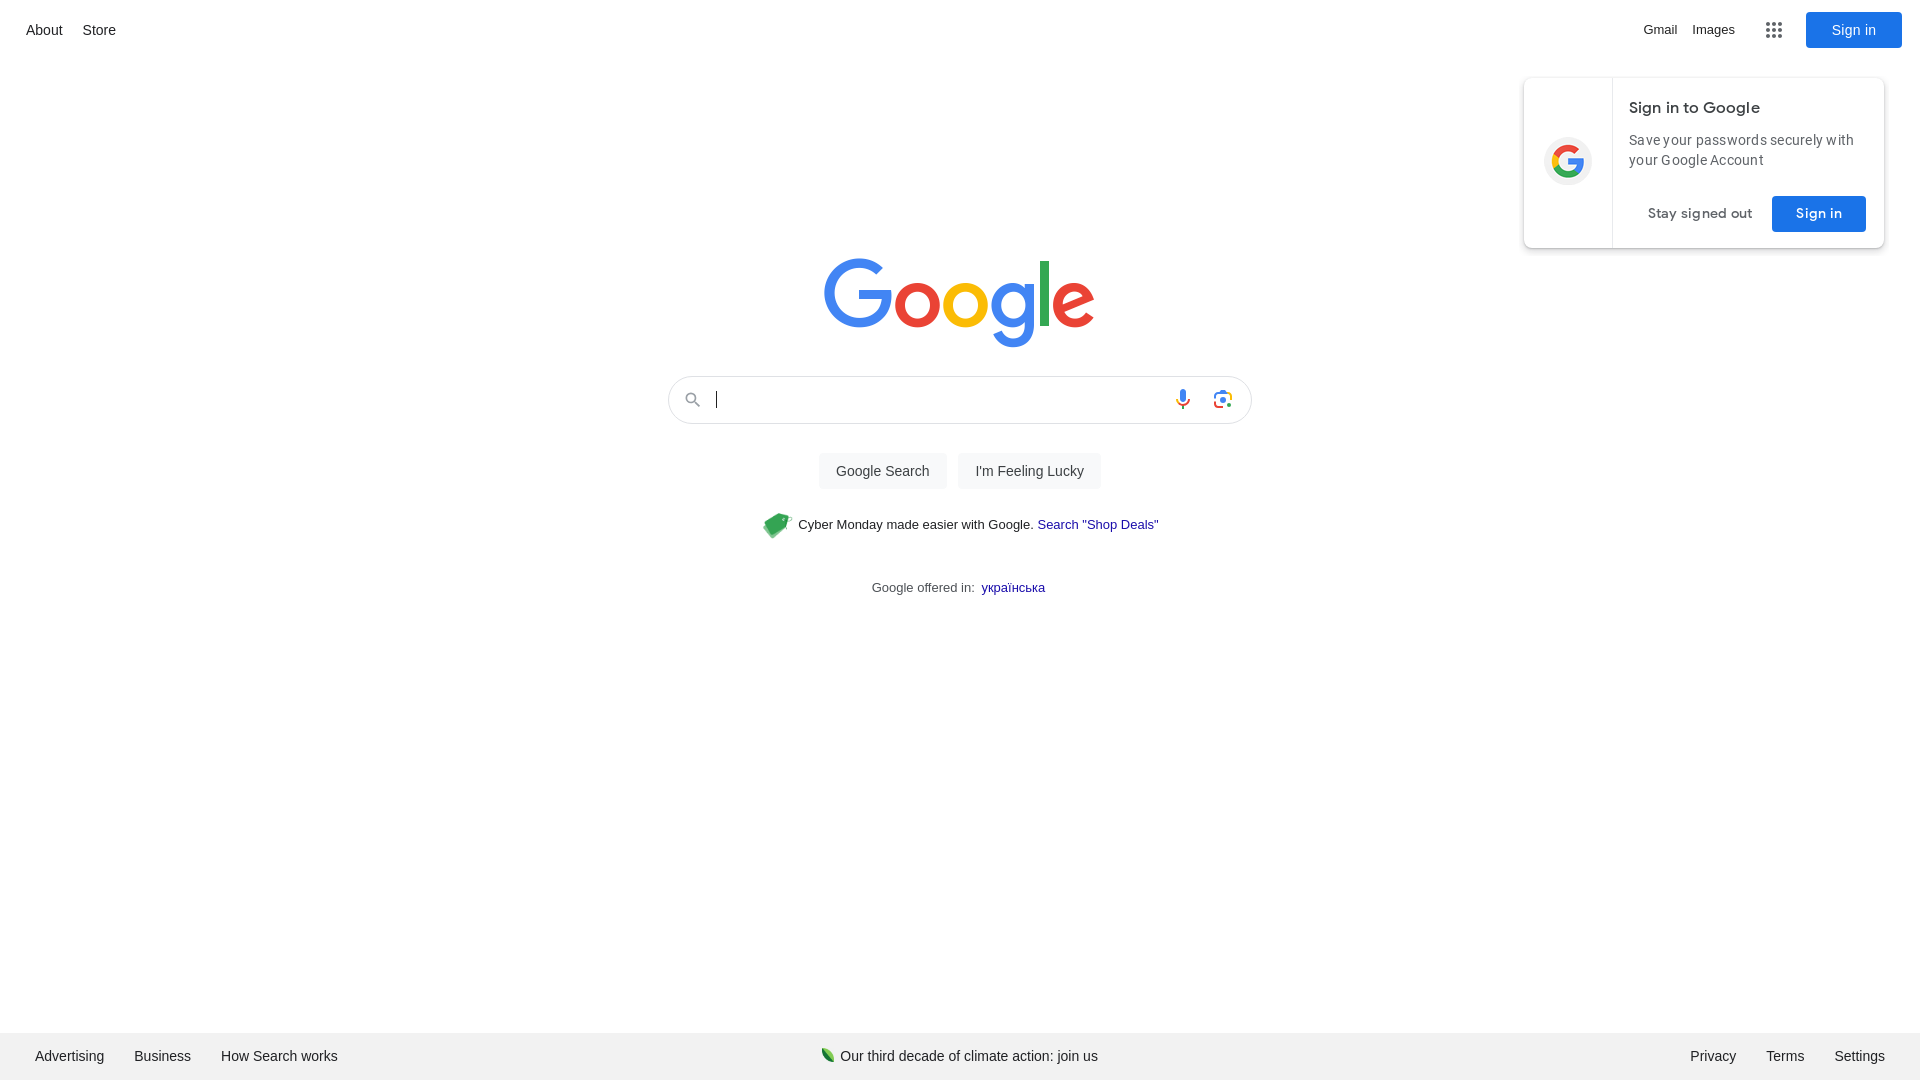 About Store
Gmail Images Sign in
Sign in to Google
Save your passwords securely with
your Google Account
Stay signed out Sign in
Google
Google Search I'm Feeling Lucky
Cyber Monday made easier with Google. Search "Shop Deals"
Google offered in: українська
Advertising Business How Search works
Our third decade of climate action: join us
Privacy Terms Settings